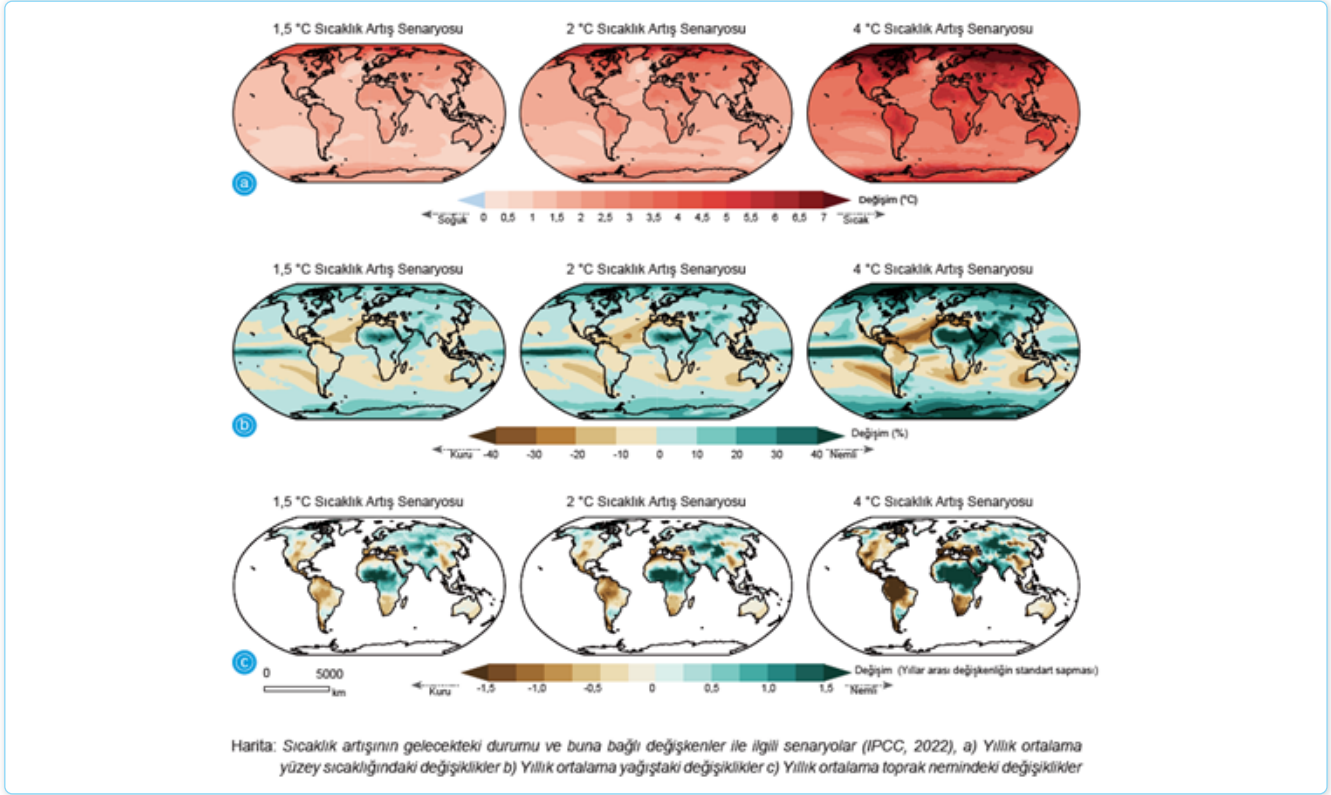 1,5 °C Sıcaklık Artış Senaryosu 2 °C Sıcaklık Artış Senaryosu 4 °C Sıcaklık Artış Senaryosu
a
0 0,5 1 1,5 2 2,5 3 3,5 4 4,5 5 5,5 6 6,5 7 Değişim (°C)
Soğuk Sıcak
1,5 °C Sıcaklık Artış Senaryosu 2 °C Sıcaklık Artış Senaryosu 4 °C Sıcaklık Artış Senaryosu
b
Değişim (%)
Kuru -40 -30 -20 -10 0 10 20 30 40 Nemli
1,5 °C Sıcaklık Artış Senaryosu 2 °C Sıcaklık Artış Senaryosu 4 °C Sıcaklık Artış Senaryosu
c
0 5000
km
Değişim (Yıllar arası değişkenliğin standart sapması)
Kuru -1,5 -1,0 -0,5 0 0,5 1,0 1,5 Nemli
Harita: Sıcaklık artışının gelecekteki durumu ve buna bağlı değişkenler ile ilgili senaryolar (IPCC, 2022), a) Yıllık ortalama
yüzey sıcaklığındaki değişiklikler b) Yıllık ortalama yağıştaki değişiklikler c) Yıllık ortalama toprak nemindeki değişiklikler